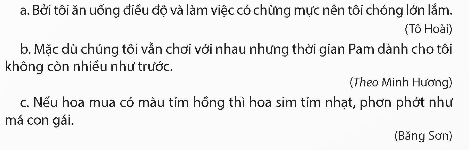 a. Bởi tôi ăn uống điều độ và làm việc có chừng mực nên tôi chóng lớn lắm.
(Tô Hoài)
b. Mặc dù chúng tôi vẫn chơi với nhau nhưng thời gian Pam dành cho tôi
không còn nhiều như trước.
(Theo Minh Hương)
c. Nếu hoa mua có màu tím hồng thì hoa sim tím nhạt, phơn phớt như
má con gái.
(Băng Sơn)